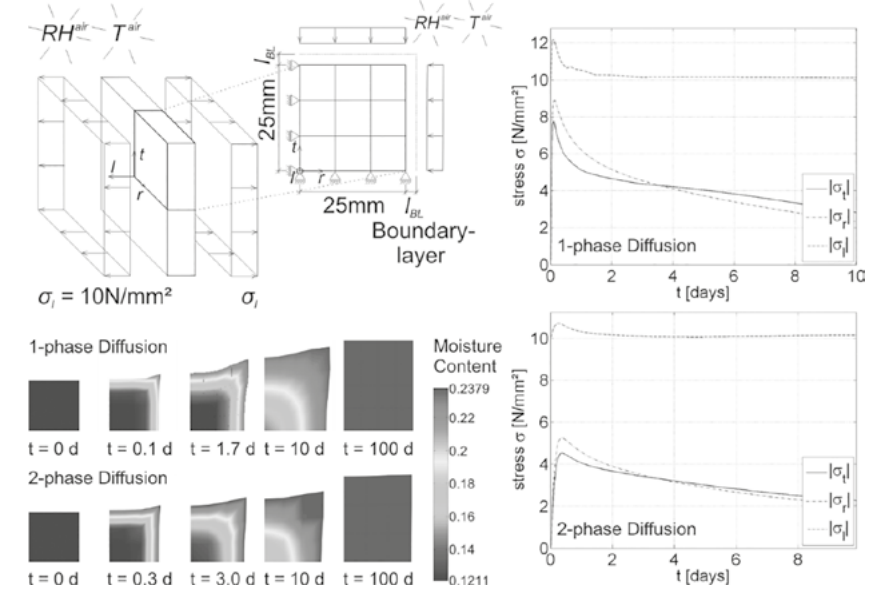 RH^air T^air
RH^air T^air
l_BL
25mm
t
l r
25mm l_BL
Boundary-
layer
l t
r
σ_l = 10N/mm² σ_l
12
10
8
6
4
2
0
stress σ [N/mm²]
|σ_t|
|σ_r|
|σ_l|
1-phase Diffusion
0 2 4 6 8 10
t [days]
1-phase Diffusion
t = 0 d t = 0.1 d t = 1.7 d t = 10 d t = 100 d
2-phase Diffusion
t = 0 d t = 0.3 d t = 3.0 d t = 10 d t = 100 d
Moisture
Content
0.2379
0.22
0.2
0.18
0.16
0.14
0.1211
12
10
8
6
4
2
0
stress σ [N/mm²]
|σ_t|
|σ_r|
|σ_l|
2-phase Diffusion
0 2 4 6 8
t [days]